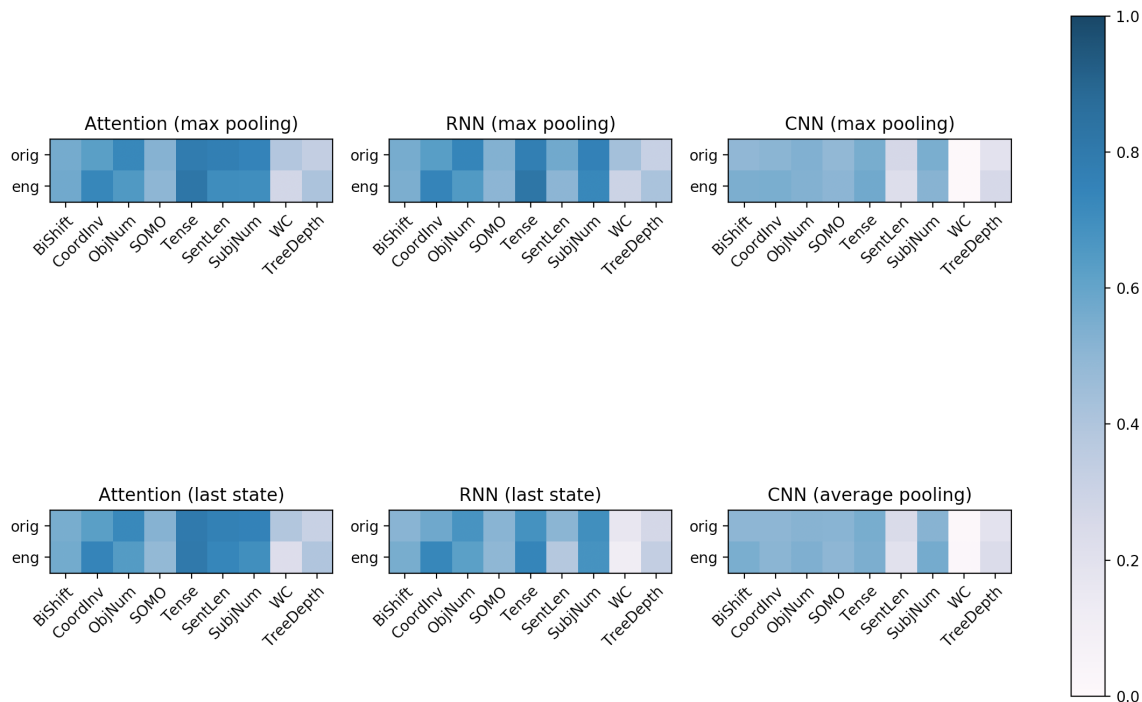 Attention (max pooling)
orig
eng
BiShift
CoordInv
ObjNum
SOMO
Tense
SentLen
SubjNum
WC
TreeDepth
RNN (max pooling)
orig
eng
BiShift
CoordInv
ObjNum
SOMO
Tense
SentLen
SubjNum
WC
TreeDepth
CNN (max pooling)
orig
eng
BiShift
CoordInv
ObjNum
SOMO
Tense
SentLen
SubjNum
WC
TreeDepth
Attention (last state)
orig
eng
BiShift
CoordInv
ObjNum
SOMO
Tense
SentLen
SubjNum
WC
TreeDepth
RNN (last state)
orig
eng
BiShift
CoordInv
ObjNum
SOMO
Tense
SentLen
SubjNum
WC
TreeDepth
CNN (average pooling)
orig
eng
BiShift
CoordInv
ObjNum
SOMO
Tense
SentLen
SubjNum
WC
TreeDepth
1.0
0.8
0.6
0.4
0.2
0.0